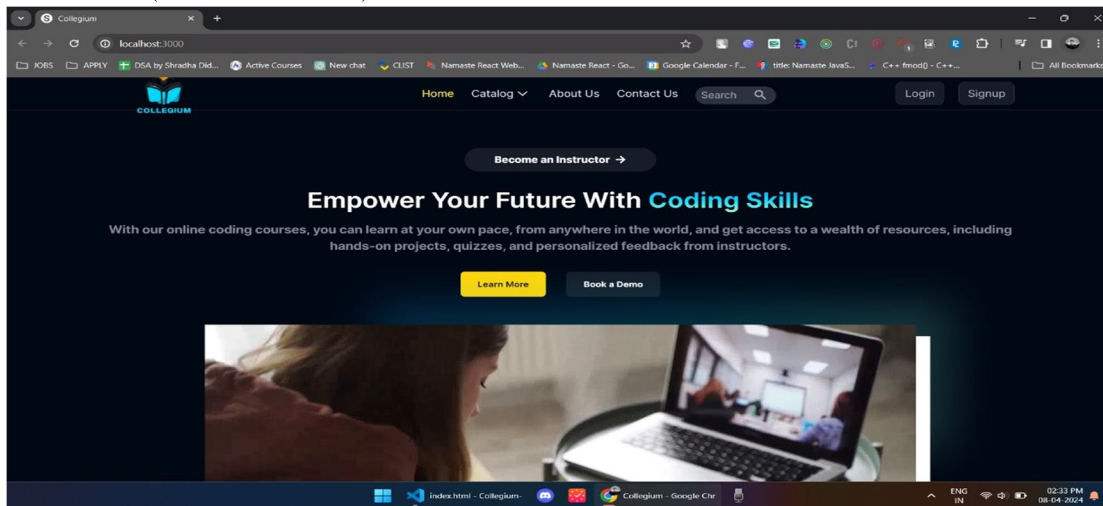 Collegium
localhost:3000
JOBS APPLY DSA by Shradha Did... Active Courses New chat CLIST Namaste React Web... Namaste React - Go... Google Calendar - F... tittle: Namaste JavaS... C++ fmod() - C++... All Bookmarks
COLLEGIUM
Home Catalog About Us Contact Us Search Login Signup
Become an Instructor →
Empower Your Future With Coding Skills
With our online coding courses, you can learn at your own pace, from anywhere in the world, and get access to a wealth of resources, including
hands-on projects, quizzes, and personalized feedback from instructors.
Learn More Book a Demo
index.html - Collegium- Collegium - Google Chr
ENG
IN
02:33 PM
08-04-2024